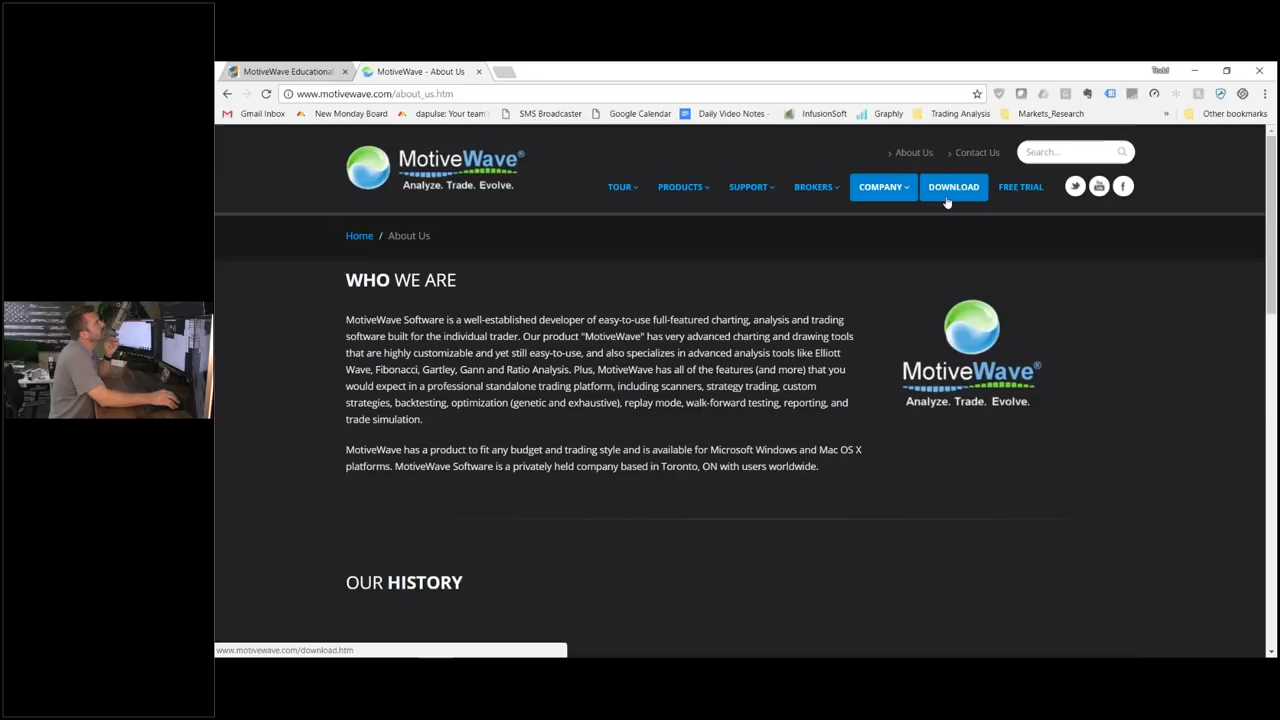 MotiveWave Educational
MotiveWave - About Us
Todd
www.motivewave.com/about_us.htm
Gmail Inbox
New Monday Board
dapulse: Your team's
SMS Broadcaster
Google Calendar
Daily Video Notes -
InfusionSoft
Graphly
Trading Analysis
Markets_Research
»
Other bookmarks
MotiveWave®
Analyze. Trade. Evolve.
About Us
Contact Us
Search...
TOUR
PRODUCTS
SUPPORT
BROKERS
COMPANY
DOWNLOAD
FREE TRIAL
Home / About Us
WHO WE ARE
MotiveWave Software is a well-established developer of easy-to-use full-featured charting, analysis and trading
software built for the individual trader. Our product "MotiveWave" has very advanced charting and drawing tools
that are highly customizable and yet still easy-to-use, and also specializes in advanced analysis tools like Elliott
Wave, Fibonacci, Gartley, Gann and Ratio Analysis. Plus, MotiveWave has all of the features (and more) that you
would expect in a professional standalone trading platform, including scanners, strategy trading, custom
strategies, backtesting, optimization (genetic and exhaustive), replay mode, walk-forward testing, reporting, and
trade simulation.
MotiveWave®
Analyze. Trade. Evolve.
MotiveWave has a product to fit any budget and trading style and is available for Microsoft Windows and Mac OS X
platforms. MotiveWave Software is a privately held company based in Toronto, ON with users worldwide.
OUR HISTORY
www.motivewave.com/download.htm